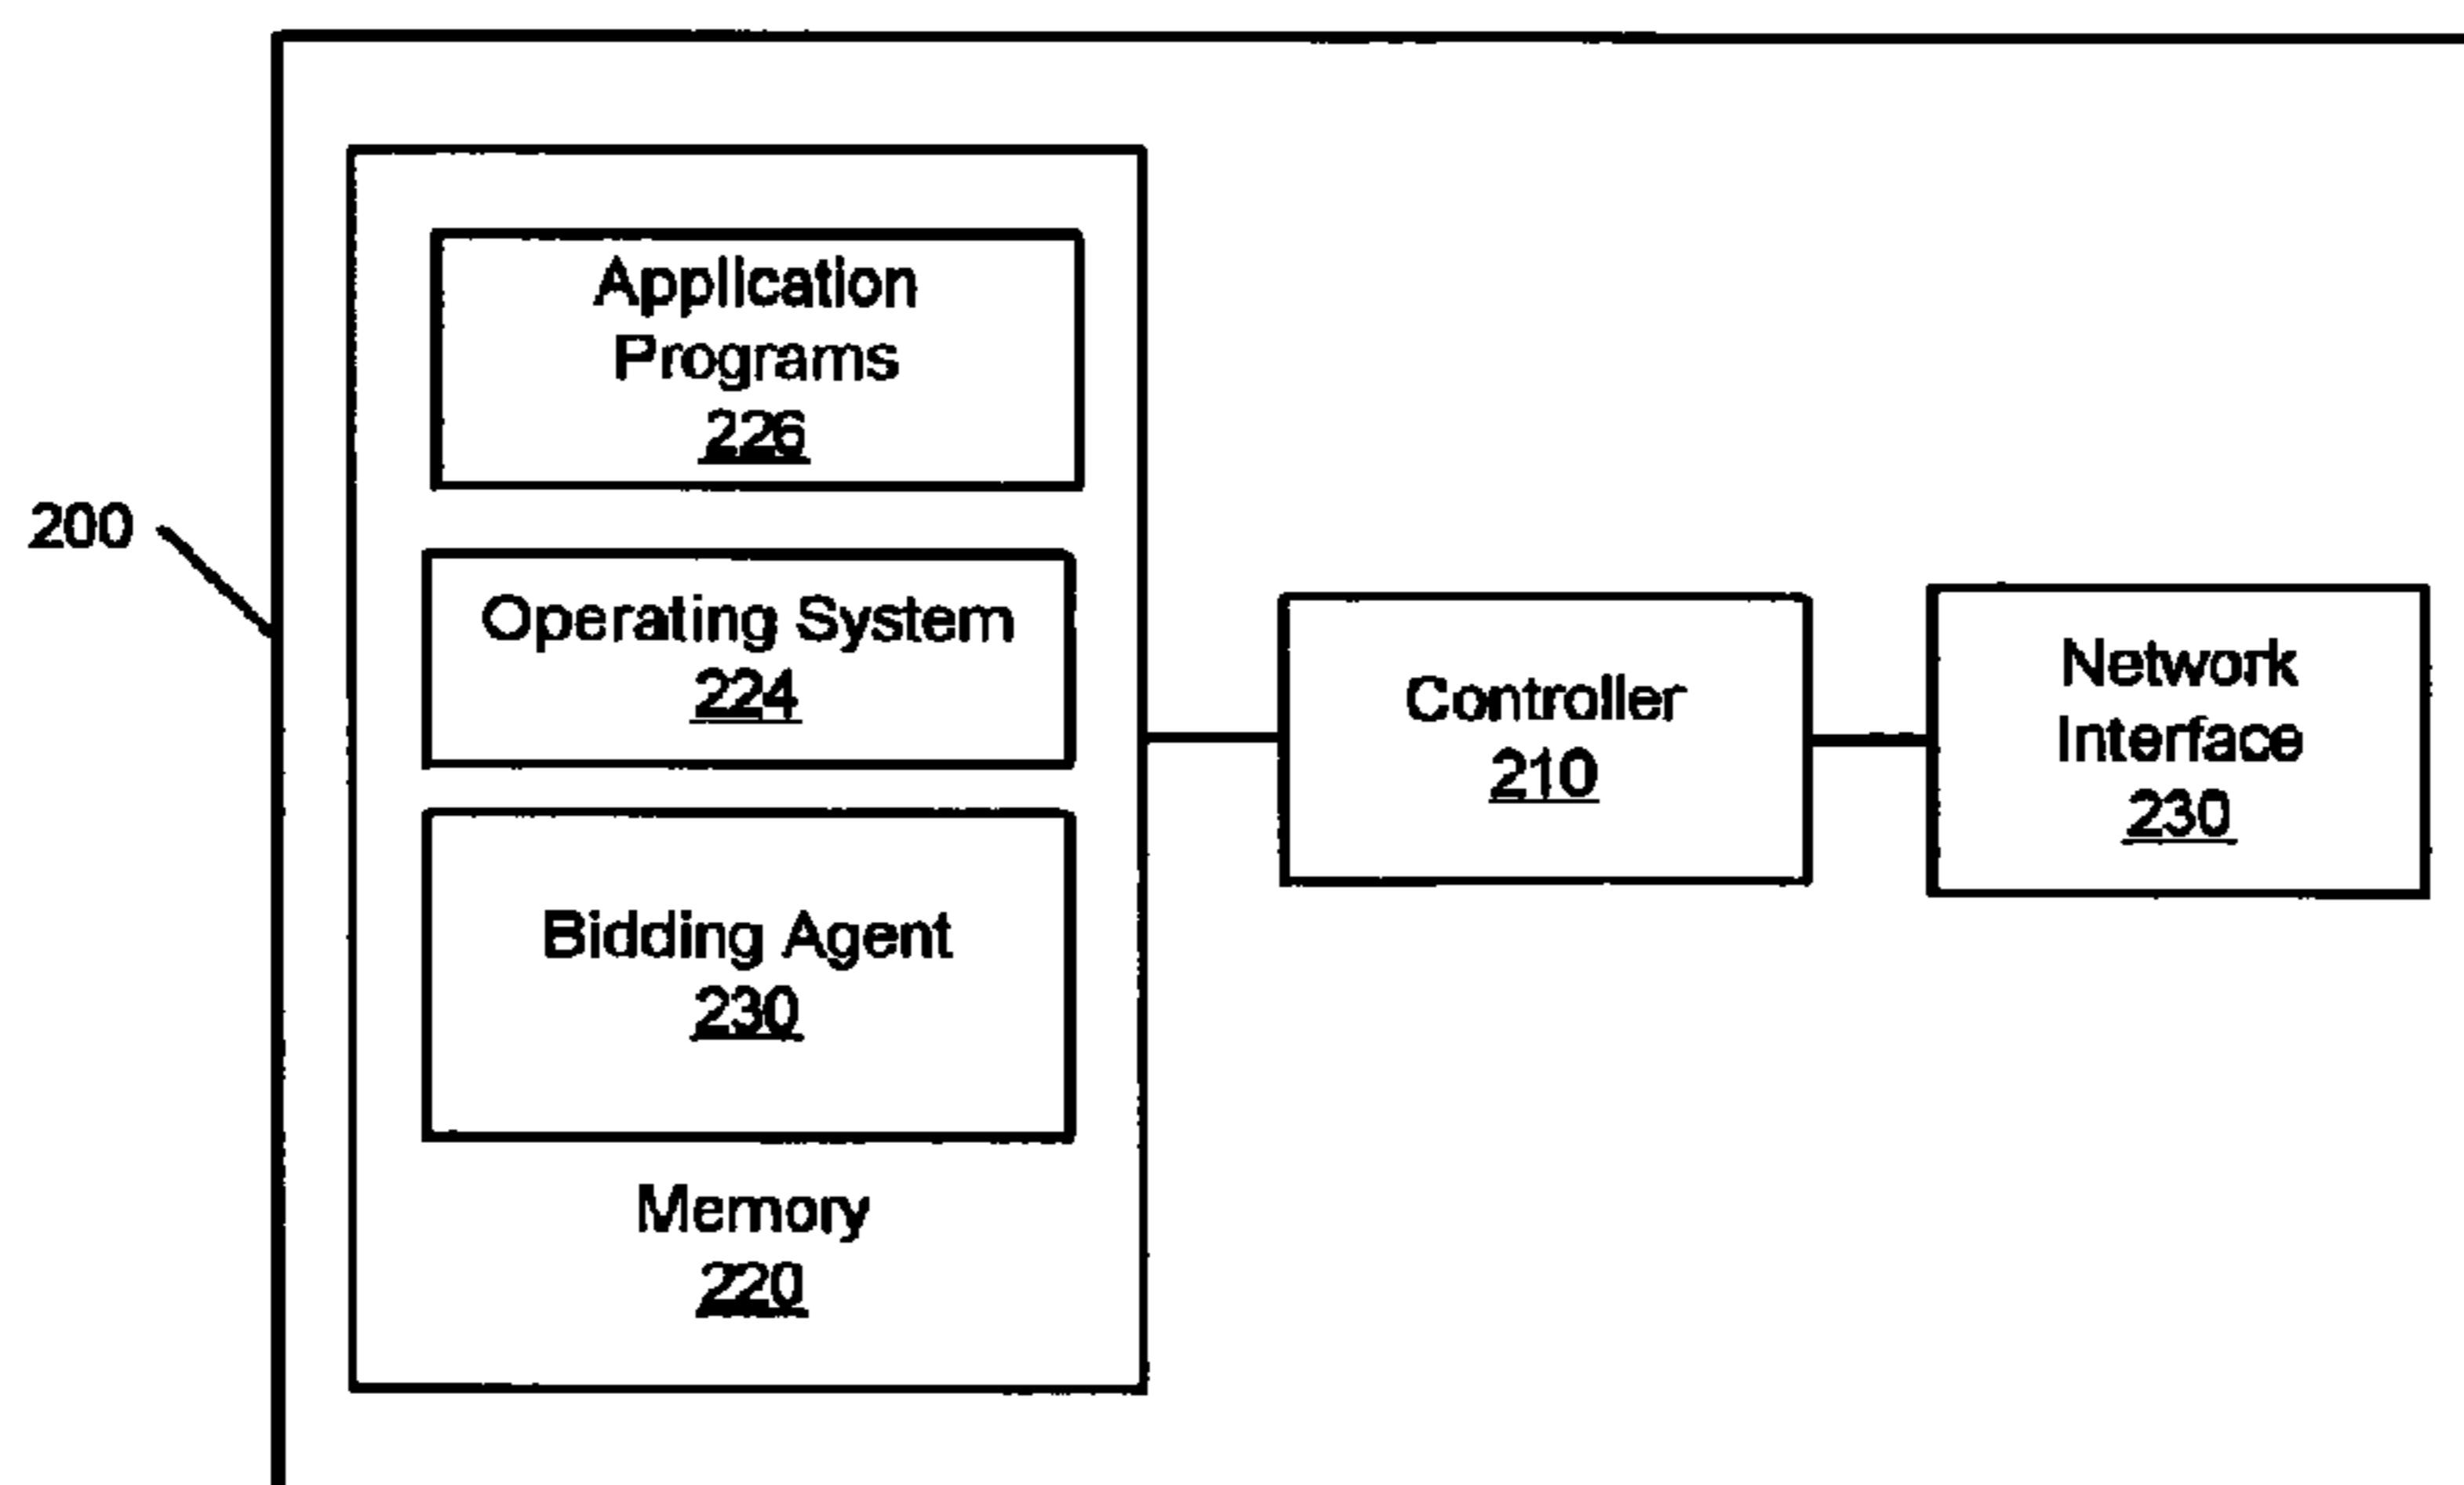 Application
Programs
226
200
Operating System
224
Controller
210
Network
Interface
230
Bidding Agent
230
Memory
220